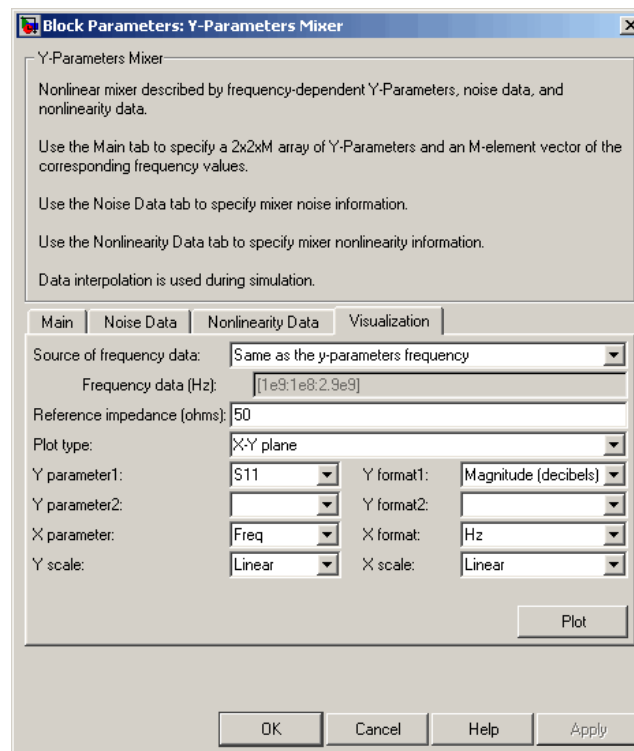 Block Parameters: Y-Parameters Mixer
Y-Parameters Mixer
Nonlinear mixer described by frequency-dependent Y-Parameters, noise data, and
nonlinearity data.
Use the Main tab to specify a 2x2xM array of Y-Parameters and an M-element vector of the
corresponding frequency values.
Use the Noise Data tab to specify mixer noise information.
Use the Nonlinearity Data tab to specify mixer nonlinearity information.
Data interpolation is used during simulation.
Main Noise Data Nonlinearity Data Visualization
Source of frequency data: Same as the y-parameters frequency
Frequency data (Hz): [1e9:1e8:2.9e9]
Reference impedance (ohms): 50
Plot type: X-Y plane
Y parameter1: S11 Y format1: Magnitude (decibels)
Y parameter2: Y format2:
X parameter: Freq X format: Hz
Y scale: Linear X scale: Linear
Plot
OK Cancel Help Apply